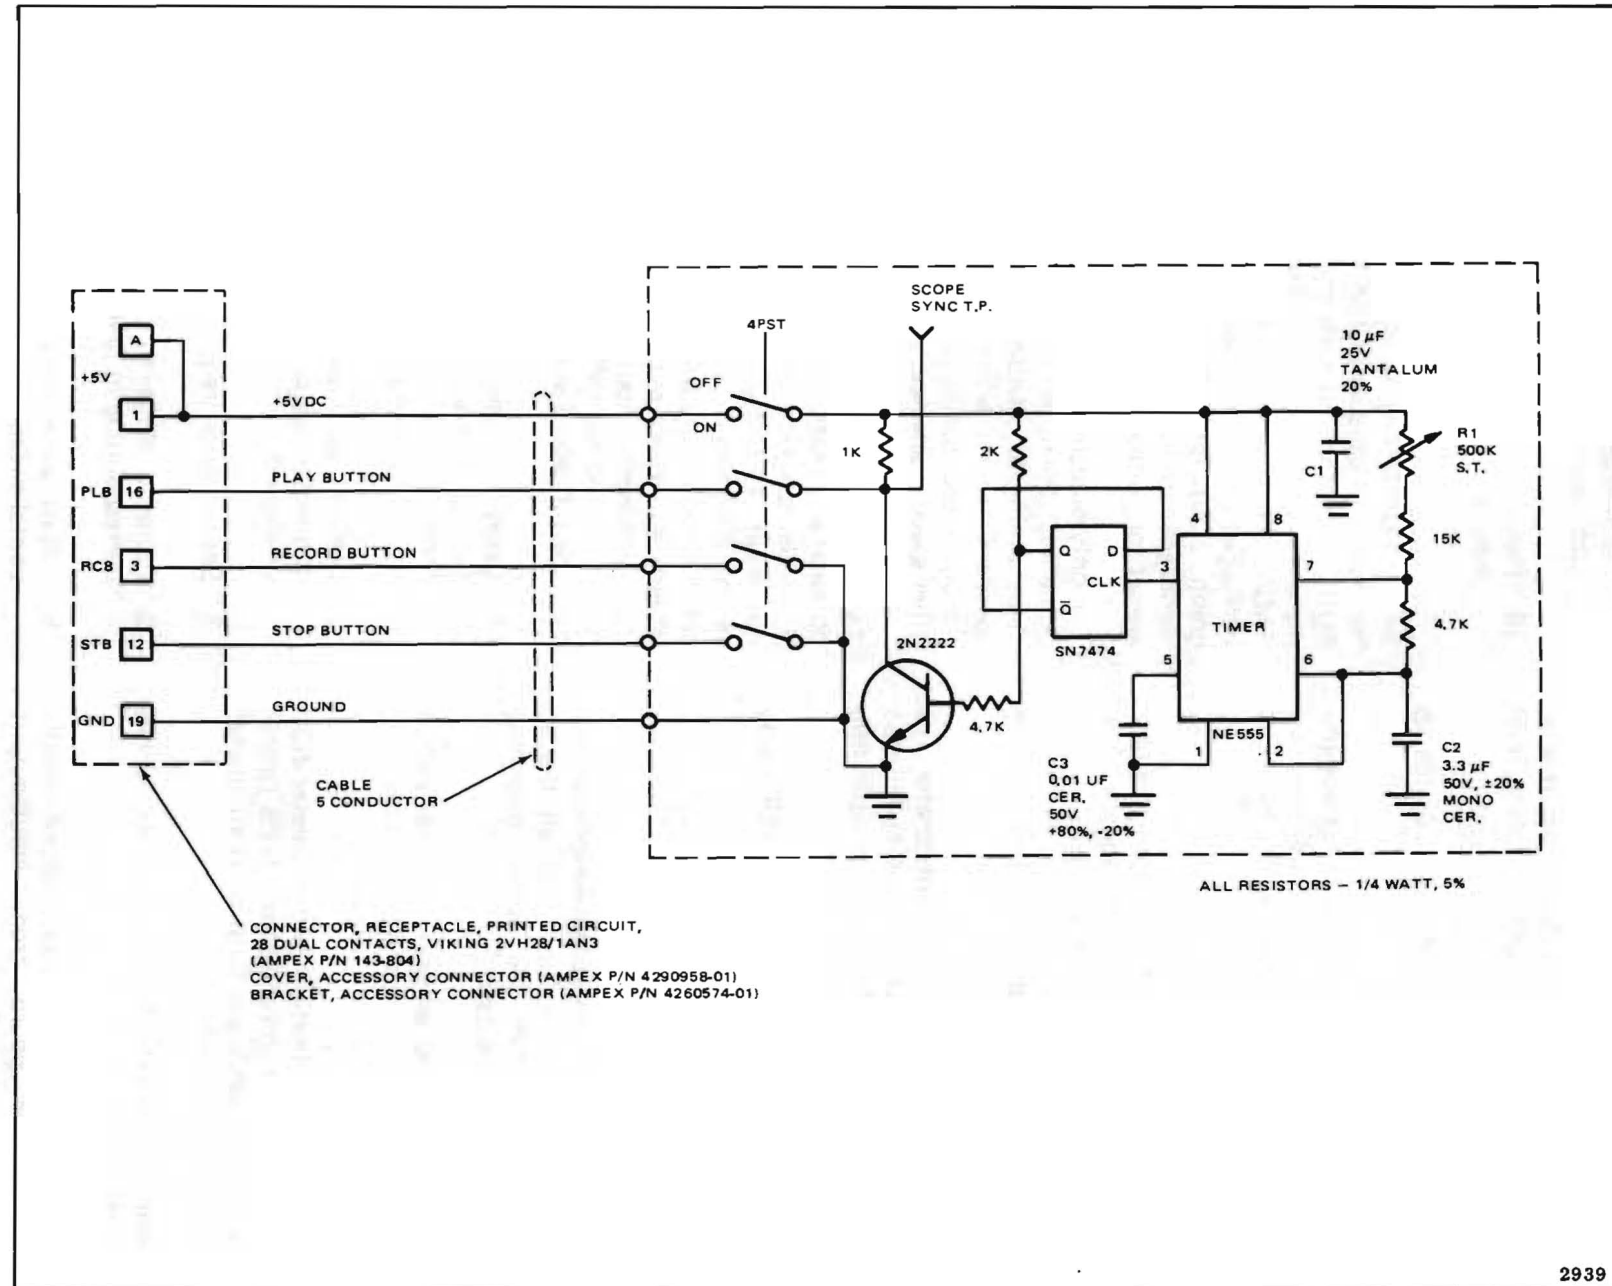 SCOPE
SYNC T.P.
4PST
10 µF
25V
TANTALUM
20%
A
+5V
1
+5VDC
OFF
ON
1K
2K
C1
R1
500K
S.T.
PLB 16
PLAY BUTTON
4
8
15K
RCB 3
RECORD BUTTON
Q
D
CLK
Q̅
3
7
SN7474
TIMER
4.7K
STB 12
STOP BUTTON
2N2222
5
6
GND 19
GROUND
4.7K
NE555
1
2
CABLE
5 CONDUCTOR
C3
0.01 UF
CER.
50V
+80%, -20%
C2
3.3 µF
50V, ±20%
MONO
CER.
ALL RESISTORS – 1/4 WATT, 5%
CONNECTOR, RECEPTACLE, PRINTED CIRCUIT,
28 DUAL CONTACTS, VIKING 2VH28/1AN3
(AMPEX P/N 143-804)
COVER, ACCESSORY CONNECTOR (AMPEX P/N 4290958-01)
BRACKET, ACCESSORY CONNECTOR (AMPEX P/N 4260574-01)
2939